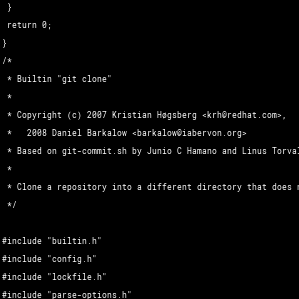 }
return 0;
}
/*
* Builtin "git clone"
*
* Copyright (c) 2007 Kristian Høgsberg <krh@redhat.com>,
*   2008 Daniel Barkalow <barkalow@iabervon.org>
* Based on git-commit.sh by Junio C Hamano and Linus Torval
*
* Clone a repository into a different directory that does
*/
#include "builtin.h"
#include "config.h"
#include "lockfile.h"
#include "parse-options.h"